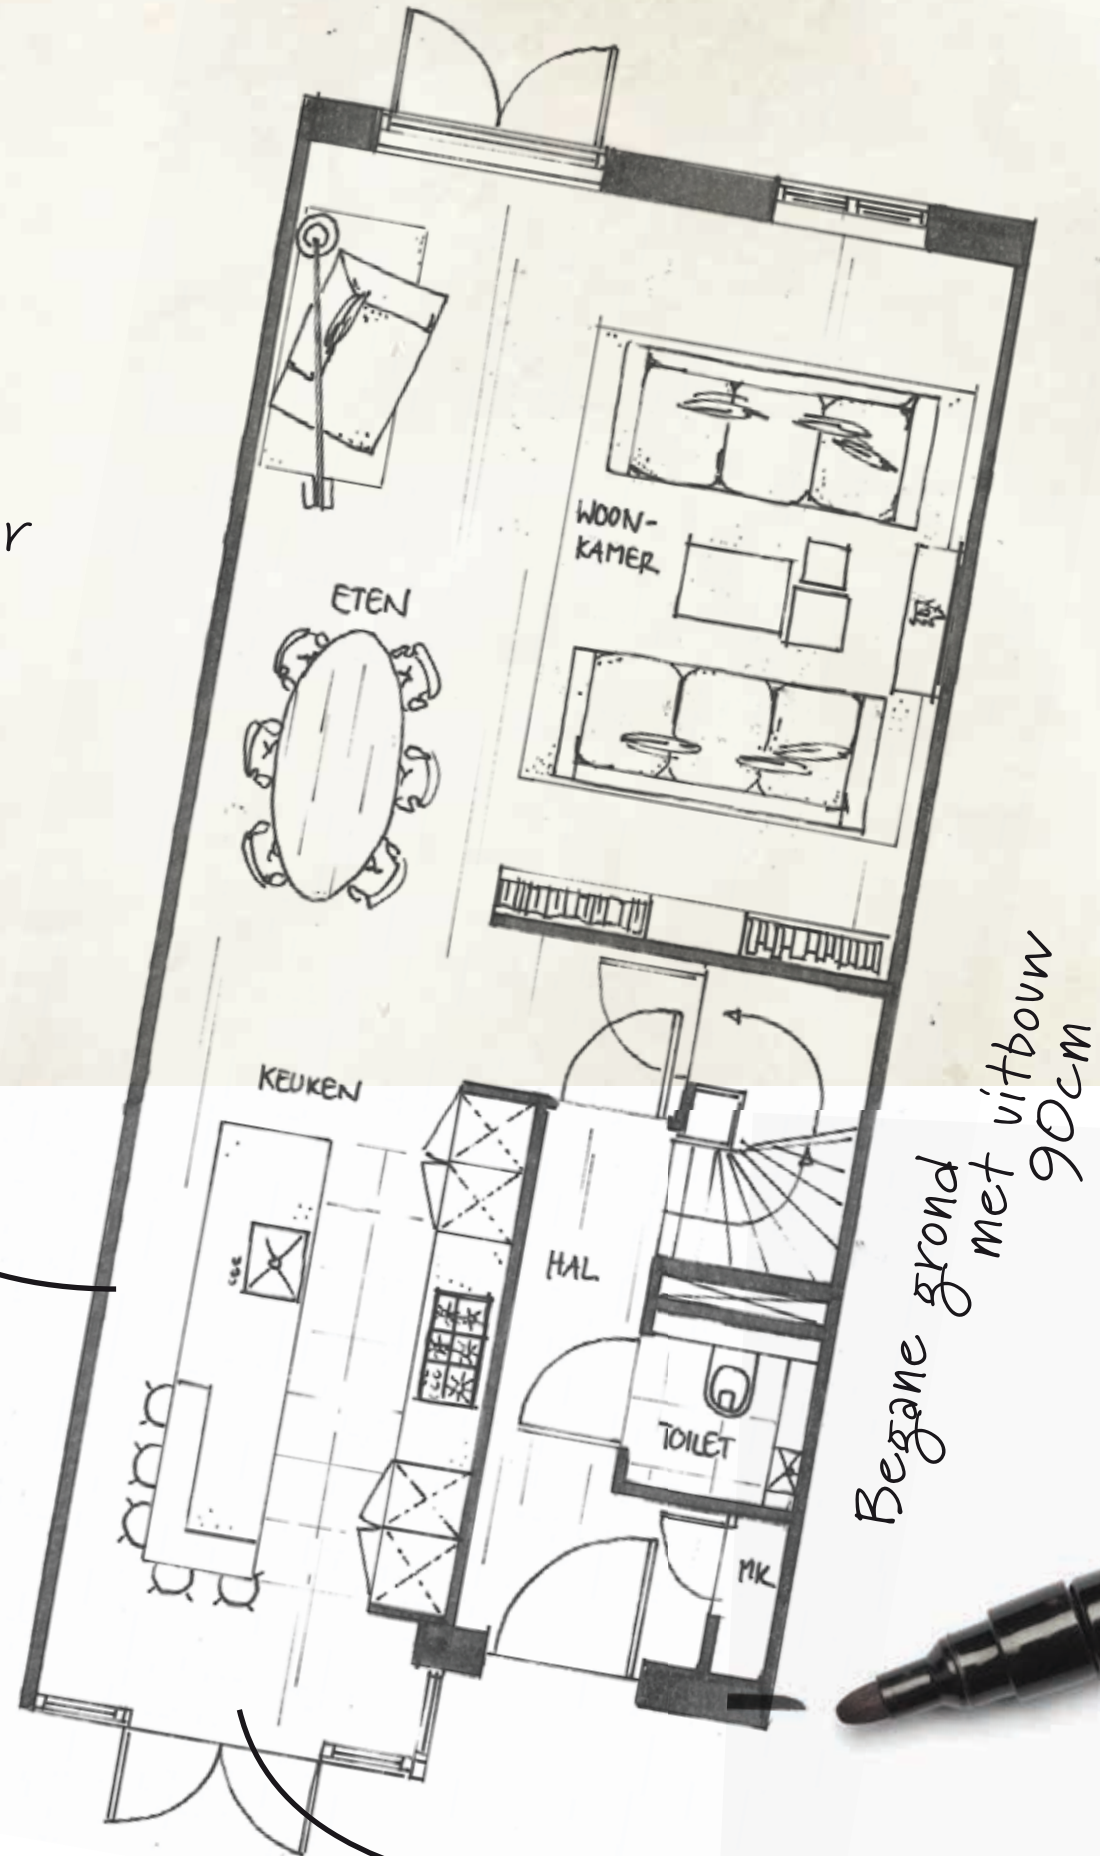 r
WOON-
KAMER
ETEN
KEUKEN
HAL
TOILET
MK
Begane grond
met uitbouw
90cm